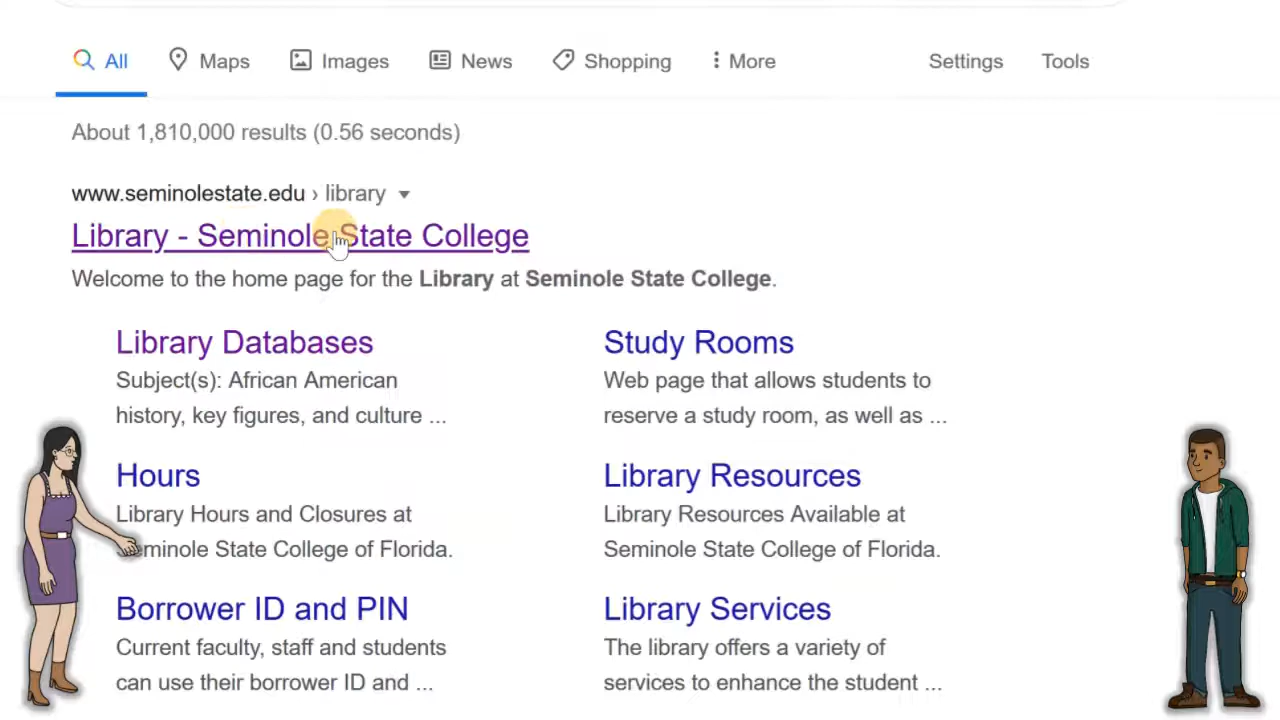 All Maps Images News Shopping More Settings Tools
About 1,810,000 results (0.56 seconds)
www.seminolestate.edu › library
Library - Seminole State College
Welcome to the home page for the Library at Seminole State College.
Library Databases
Subject(s): African American
history, key figures, and culture ...
Study Rooms
Web page that allows students to
reserve a study room, as well as ...
Hours
Library Hours and Closures at
Seminole State College of Florida.
Library Resources
Library Resources Available at
Seminole State College of Florida.
Borrower ID and PIN
Current faculty, staff and students
can use their borrower ID and ...
Library Services
The library offers a variety of
services to enhance the student ...